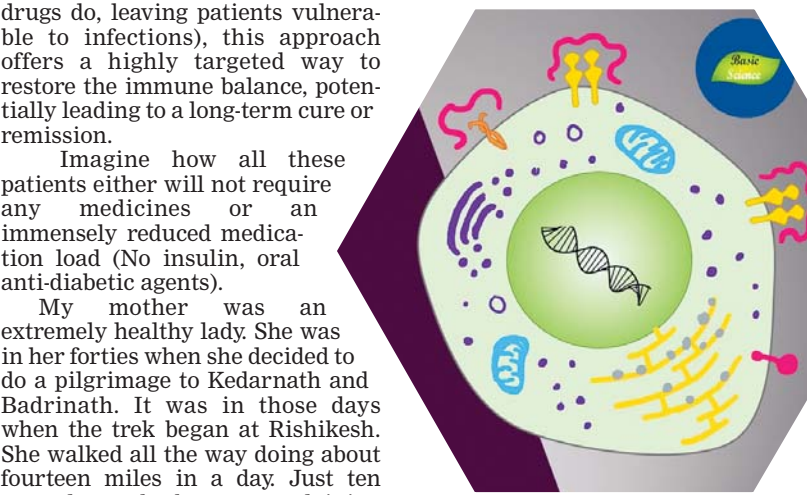 drugs do, leaving patients vulnera-
ble to infections), this approach
offers a highly targeted way to
restore the immune balance, poten-
tially leading to a long-term cure or
remission.
Imagine how all these
patients either will not require
any medicines or an
immensely reduced medica-
tion load (No insulin, oral
anti-diabetic agents).
My mother was an
extremely healthy lady. She was
in her forties when she decided to
do a pilgrimage to Kedarnath and
Badrinath. It was in those days
when the trek began at Rishikesh.
She walked all the way doing about
fourteen miles in a day. Just ten
Basic
Science